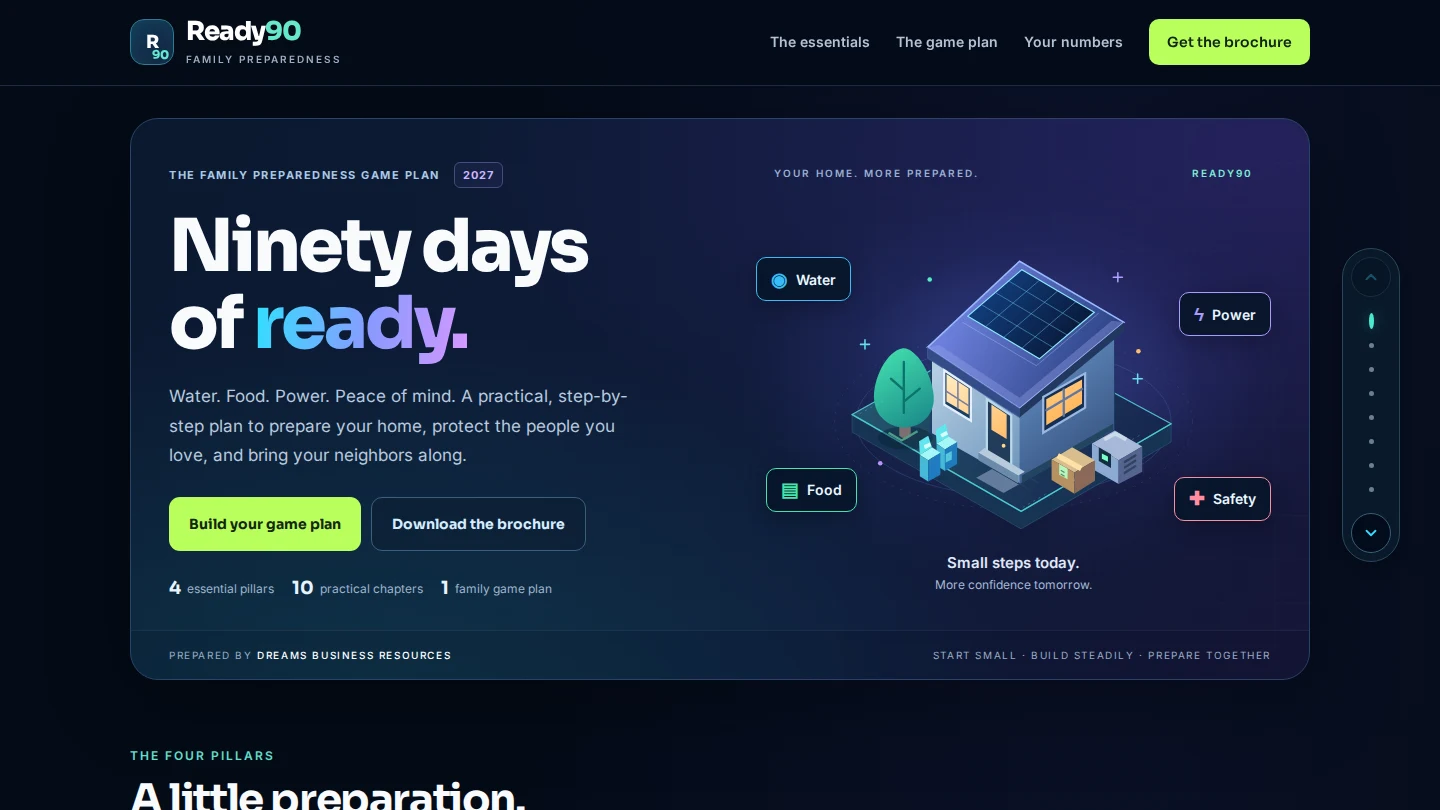 R
90
Ready90
FAMILY PREPAREDNESS
The essentials
The game plan
Your numbers
Get the brochure
THE FAMILY PREPAREDNESS GAME PLAN
2027
Ninety days
of ready.
Water. Food. Power. Peace of mind. A practical, step-by-
step plan to prepare your home, protect the people you
love, and bring your neighbors along.
Build your game plan
Download the brochure
4 essential pillars
10 practical chapters
1 family game plan
YOUR HOME. MORE PREPARED.
READY90
Water
Power
Food
Safety
Small steps today.
More confidence tomorrow.
PREPARED BY DREAMS BUSINESS RESOURCES
START SMALL · BUILD STEADILY · PREPARE TOGETHER
THE FOUR PILLARS
A little preparation.